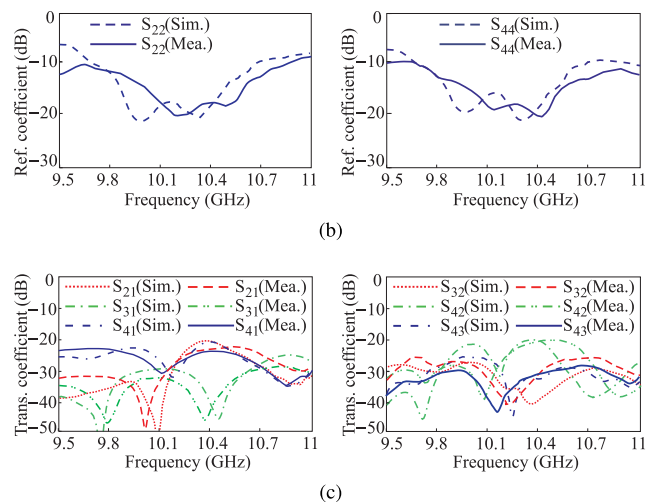 0
−10
−20
−30
Ref. coefficient (dB)
S22(Sim.)
S22(Mea.)
9.5 9.8 10.1 10.4 10.7 11
Frequency (GHz)
0
−10
−20
−30
Ref. coefficient (dB)
S44(Sim.)
S44(Mea.)
9.5 9.8 10.1 10.4 10.7 11
Frequency (GHz)
(b)
0
−10
−20
−30
−40
−50
Trans. coefficient (dB)
S21(Sim.) S21(Mea.)
S31(Sim.) S31(Mea.)
S41(Sim.) S41(Mea.)
9.5 9.8 10.1 10.4 10.7 11
Frequency (GHz)
0
−10
−20
−30
−40
−50
Trans. coefficient (dB)
S32(Sim.) S32(Mea.)
S42(Sim.) S42(Mea.)
S43(Sim.) S43(Mea.)
9.5 9.8 10.1 10.4 10.7 11
Frequency (GHz)
(c)